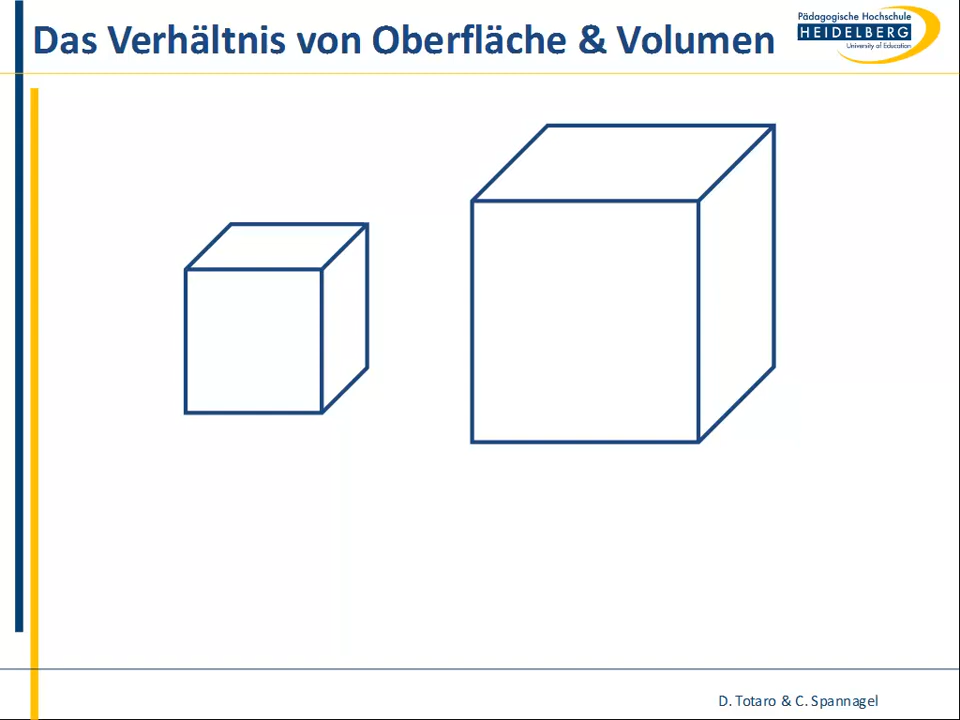 Das Verhältnis von Oberfläche & Volumen
Pädagogische Hochschule
HEIDELBERG
University of Education
D. Totaro & C. Spannagel